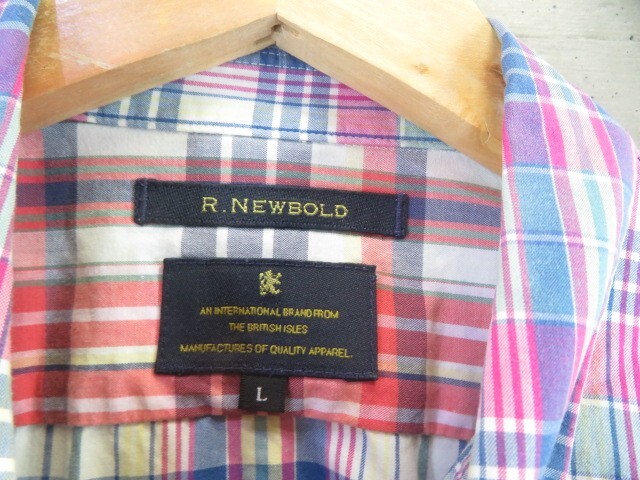 R. NEWBOLD
AN INTERNATIONAL BRAND FROM
THE BRITISH ISLES
MANUFACTURES OF QUALITY APPAREL.
L